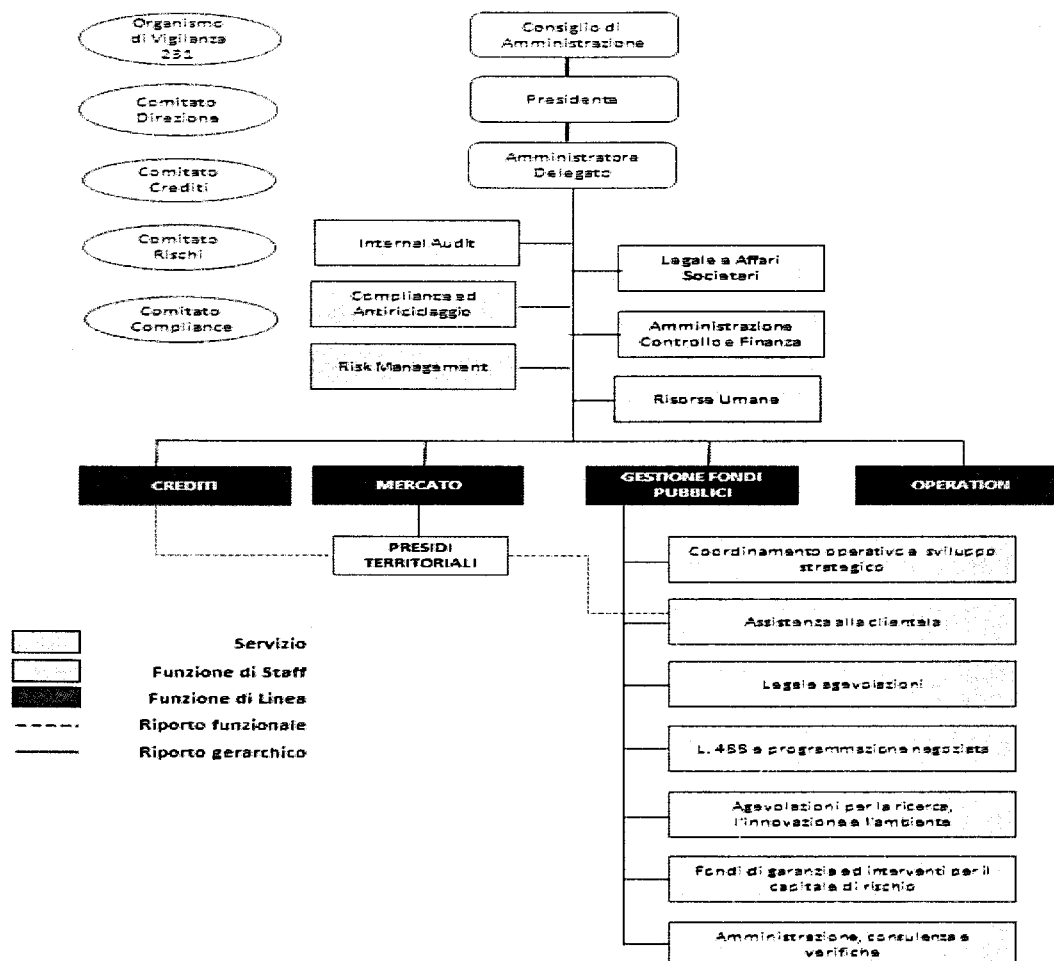 Organismo
di Vigilanza
231
Comitato
Direzione
Comitato
Crediti
Comitato
Rischi
Comitato
Compliance
Consiglio di
Amministrazione
Presidente
Amministratore
Delegato
Internal Audit
Compliance ed
Antiriciclaggio
Risk Management
Legale e Affari
Societari
Amministrazione
Controllo e Finanza
Risorse Umane
CREDITI
MERCATO
GESTIONE FONDI
PUBBLICI
OPERATION
PRESIDI
TERRITORIALI
Coordinamento operativo e sviluppo
strategico
Assistenza alla clientela
Legale agevolazioni
L. 488 e programmazione negoziata
Agevolazioni per la ricerca,
l'innovazione e l'ambiente
Fondi di garanzia ed interventi per il
capitale di rischio
Amministrazione, consulenza e
verifiche
Servizio
Funzione di Staff
Funzione di Linea
Riporto funzionale
Riporto gerarchico